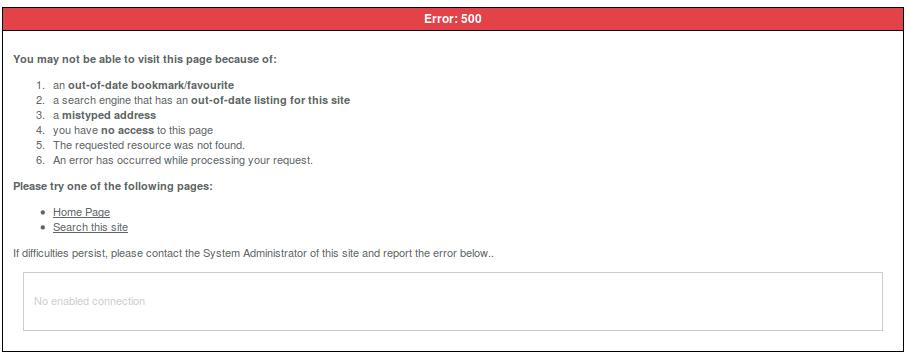 Error: 500
You may not be able to visit this page because of:
1. an out-of-date bookmark/favourite
2. a search engine that has an out-of-date listing for this site
3. a mistyped address
4. you have no access to this page
5. The requested resource was not found.
6. An error has occurred while processing your request.
Please try one of the following pages:
• Home Page
• Search this site
If difficulties persist, please contact the System Administrator of this site and report the error below..
No enabled connection